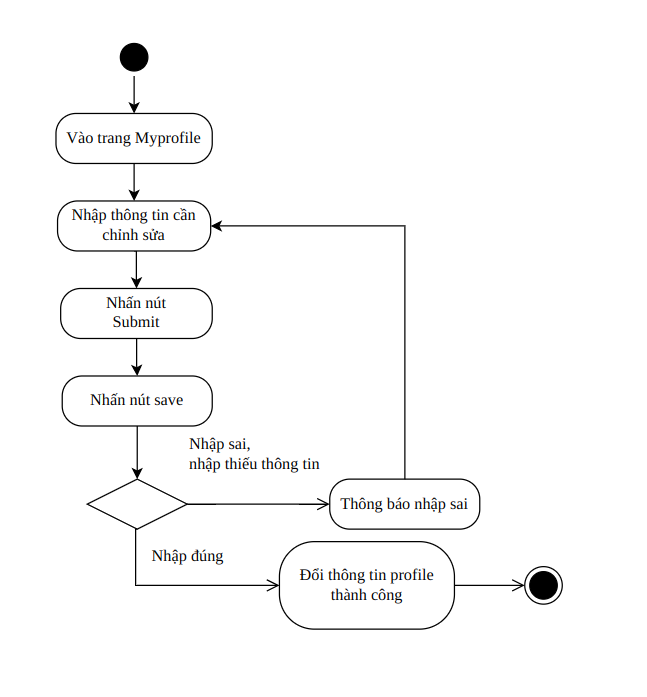 Vào trang Myprofile
Nhập thông tin cần
chỉnh sửa
Nhấn nút
Submit
Nhấn nút save
Nhập sai,
nhập thiếu thông tin
Thông báo nhập sai
Nhập đúng
Đổi thông tin profile
thành công